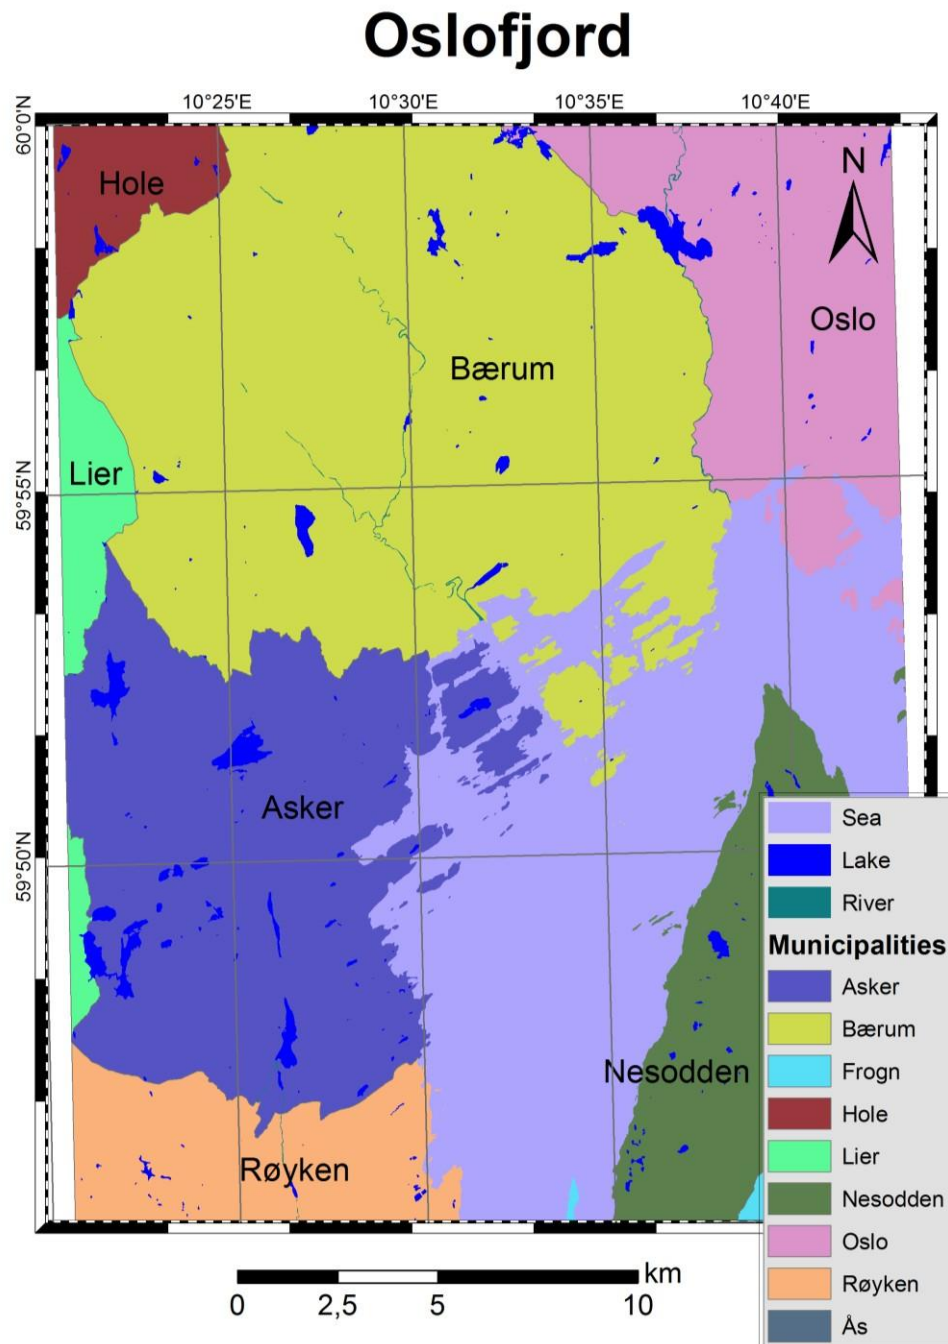 Oslofjord
10°25'E
10°30'E
10°35'E
10°40'E
60°0'N
59°55'N
59°50'N
N
Hole
Oslo
Bærum
Lier
Asker
Nesodden
Røyken
Sea
Lake
River
Municipalities
Asker
Bærum
Frogn
Hole
Lier
Nesodden
Oslo
Røyken
Ås
km
0 2,5 5 10